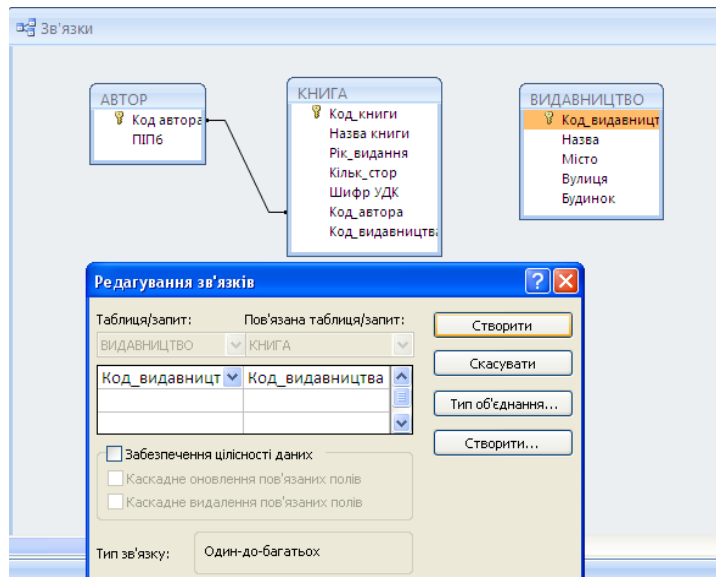 Зв'язки
АВТОР
Код автора
ПІПб
КНИГА
Код_книги
Назва книги
Рік_видання
Кільк_стор
Шифр УДК
Код_автора
Код_видавництва
ВИДАВНИЦТВО
Код_видавницт
Назва
Місто
Вулиця
Будинок
Редагування зв'язків
Таблиця/запит: Пов'язана таблиця/запит:
ВИДАВНИЦТВО КНИГА
Код_видавницт Код_видавництва
Забезпечення цілісності даних
Каскадне оновлення пов'язаних полів
Каскадне видалення пов'язаних полів
Тип зв'язку: Один-до-багатьох
Створити
Скасувати
Тип об'єднання...
Створити...